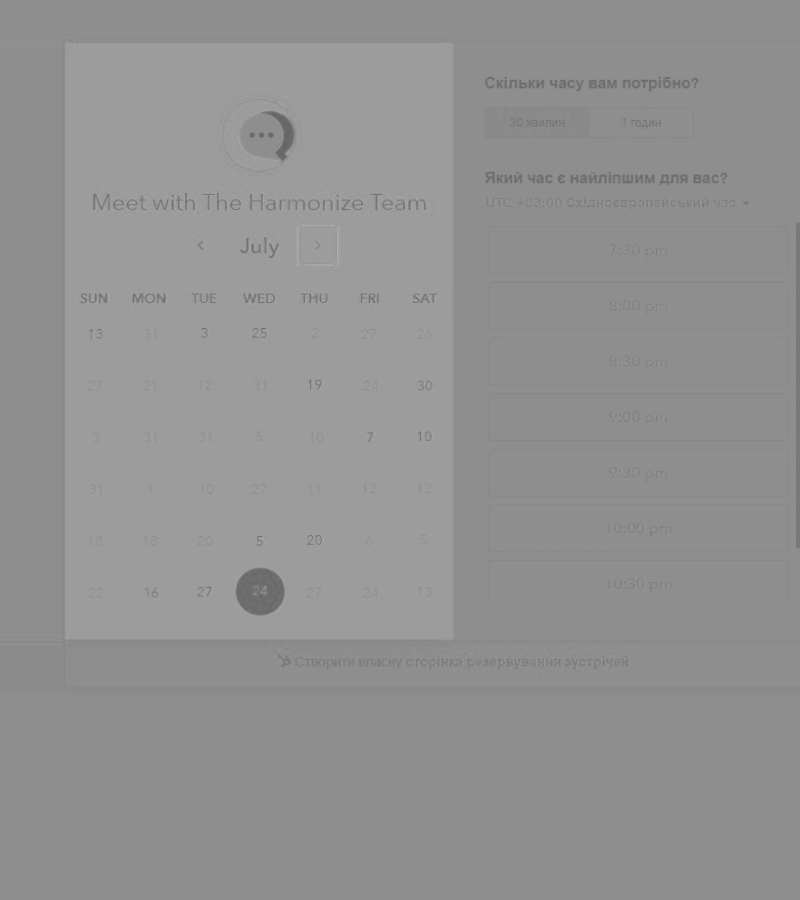 Meet with The Harmonize Team
July
SUN MON TUE WED THU FRI SAT
13 31 3 25 2 27 26
27 21 12 31 19 24 30
3 31 31 5 10 7 10
31 1 10 27 11 12 12
18 18 20 5 20 6 5
22 16 27 24 27 24 13
Скільки часу вам потрібно?
30 хвилин 1 годин
Який час є найліпшим для вас?
UTC +03:00 Східноєвропейський час
7:30 pm
8:00 pm
8:30 pm
9:00 pm
9:30 pm
10:00 pm
10:30 pm
Створити власну сторінку резервування зустрічей